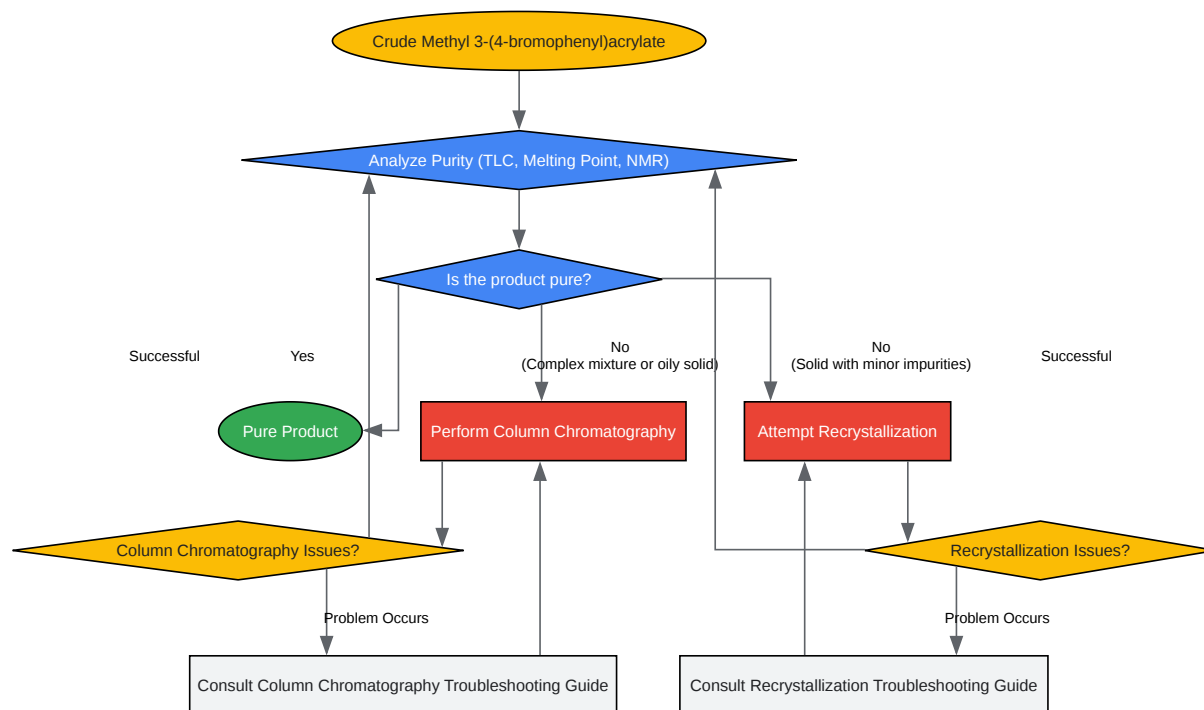 Crude Methyl 3-(4-bromophenyl)acrylate
Analyze Purity (TLC, Melting Point, NMR)
Is the product pure?
Successful
Yes
No
(Complex mixture or oily solid)
No
(Solid with minor impurities)
Successful
Pure Product
Perform Column Chromatography
Attempt Recrystallization
Column Chromatography Issues?
Recrystallization Issues?
Problem Occurs
Problem Occurs
Consult Column Chromatography Troubleshooting Guide
Consult Recrystallization Troubleshooting Guide